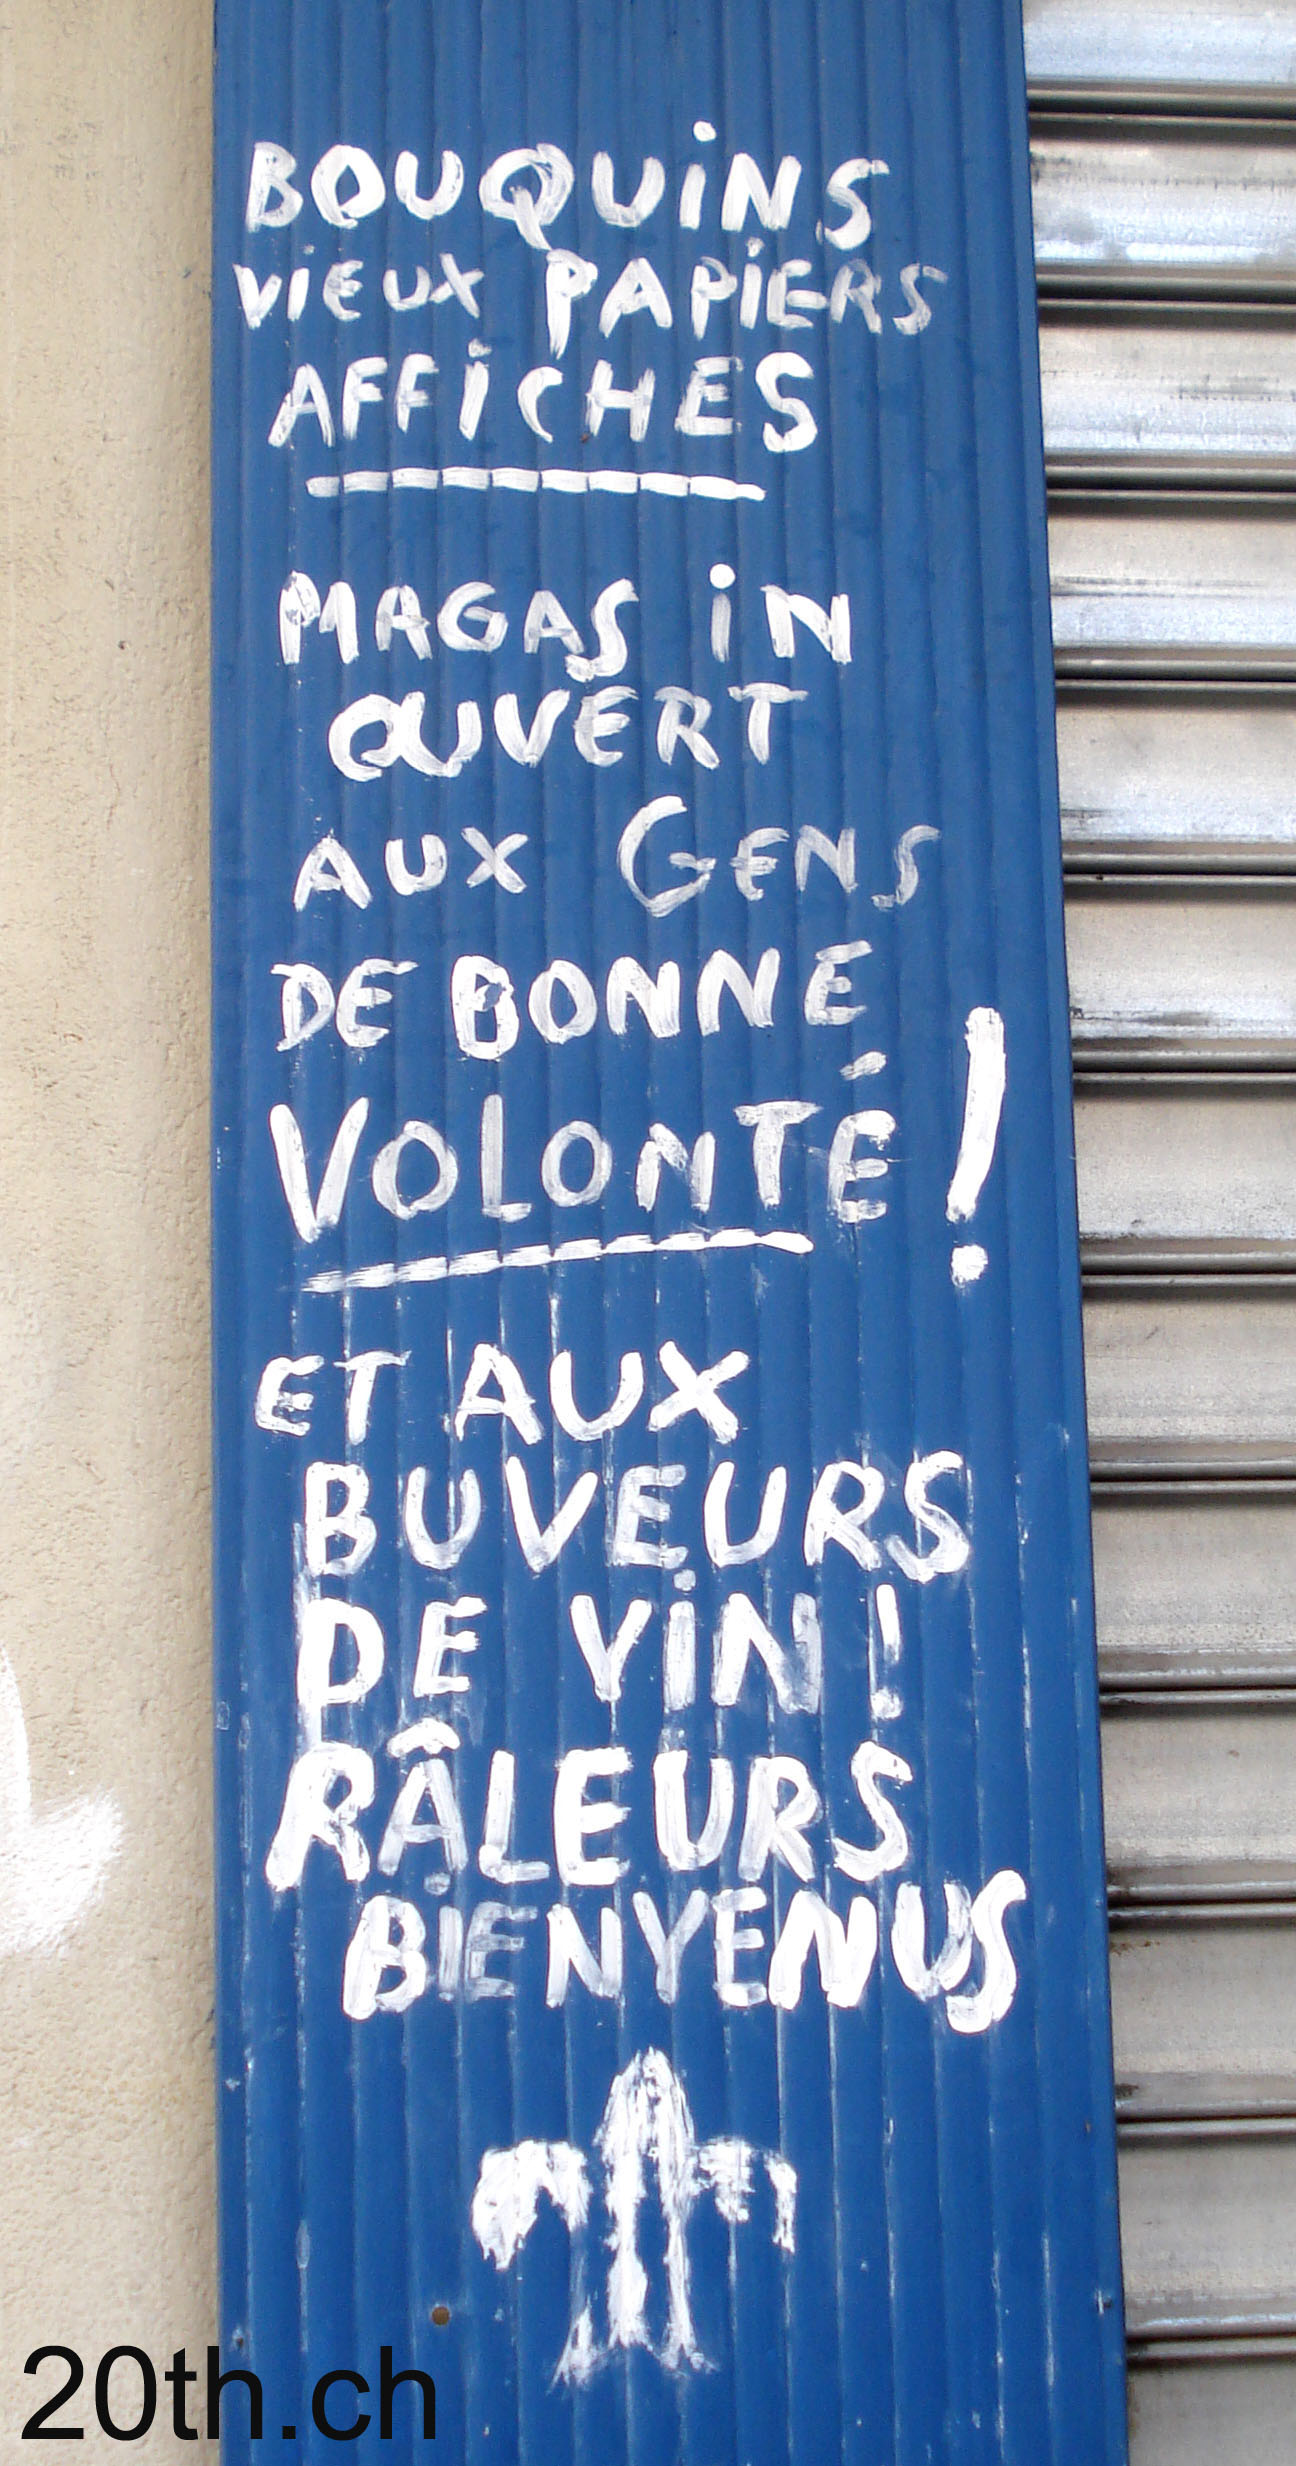 BOUQUiNS
ViEUX PAPiERS
AFFiCHES
MAGASiN
OUVERT
AUX GENS
DE BONNE
VOLONTÉ !
ET AUX
BUVEURS
DE ViN !
RÂLEURS
BIENVENUS
20th.ch